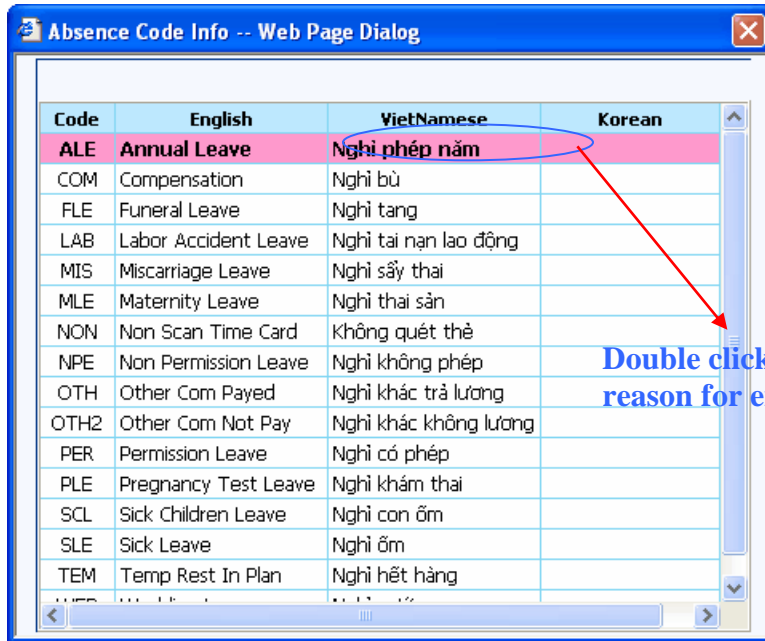 Absence Code Info -- Web Page Dialog
Code English VietNamese Korean
ALE Annual Leave Nghỉ phép năm
COM Compensation Nghỉ bù
FLE Funeral Leave Nghỉ tang
LAB Labor Accident Leave Nghỉ tai nạn lao động
MIS Miscarriage Leave Nghỉ sẩy thai
MLE Maternity Leave Nghỉ thai sản
NON Non Scan Time Card Không quét thẻ
NPE Non Permission Leave Nghỉ không phép
OTH Other Com Payed Nghỉ khác trả lương
OTH2 Other Com Not Pay Nghỉ khác không lương
PER Permission Leave Nghỉ có phép
PLE Pregnancy Test Leave Nghỉ khám thai
SCL Sick Children Leave Nghỉ con ốm
SLE Sick Leave Nghỉ ốm
TEM Temp Rest In Plan Nghỉ hết hàng
Double click
reason for